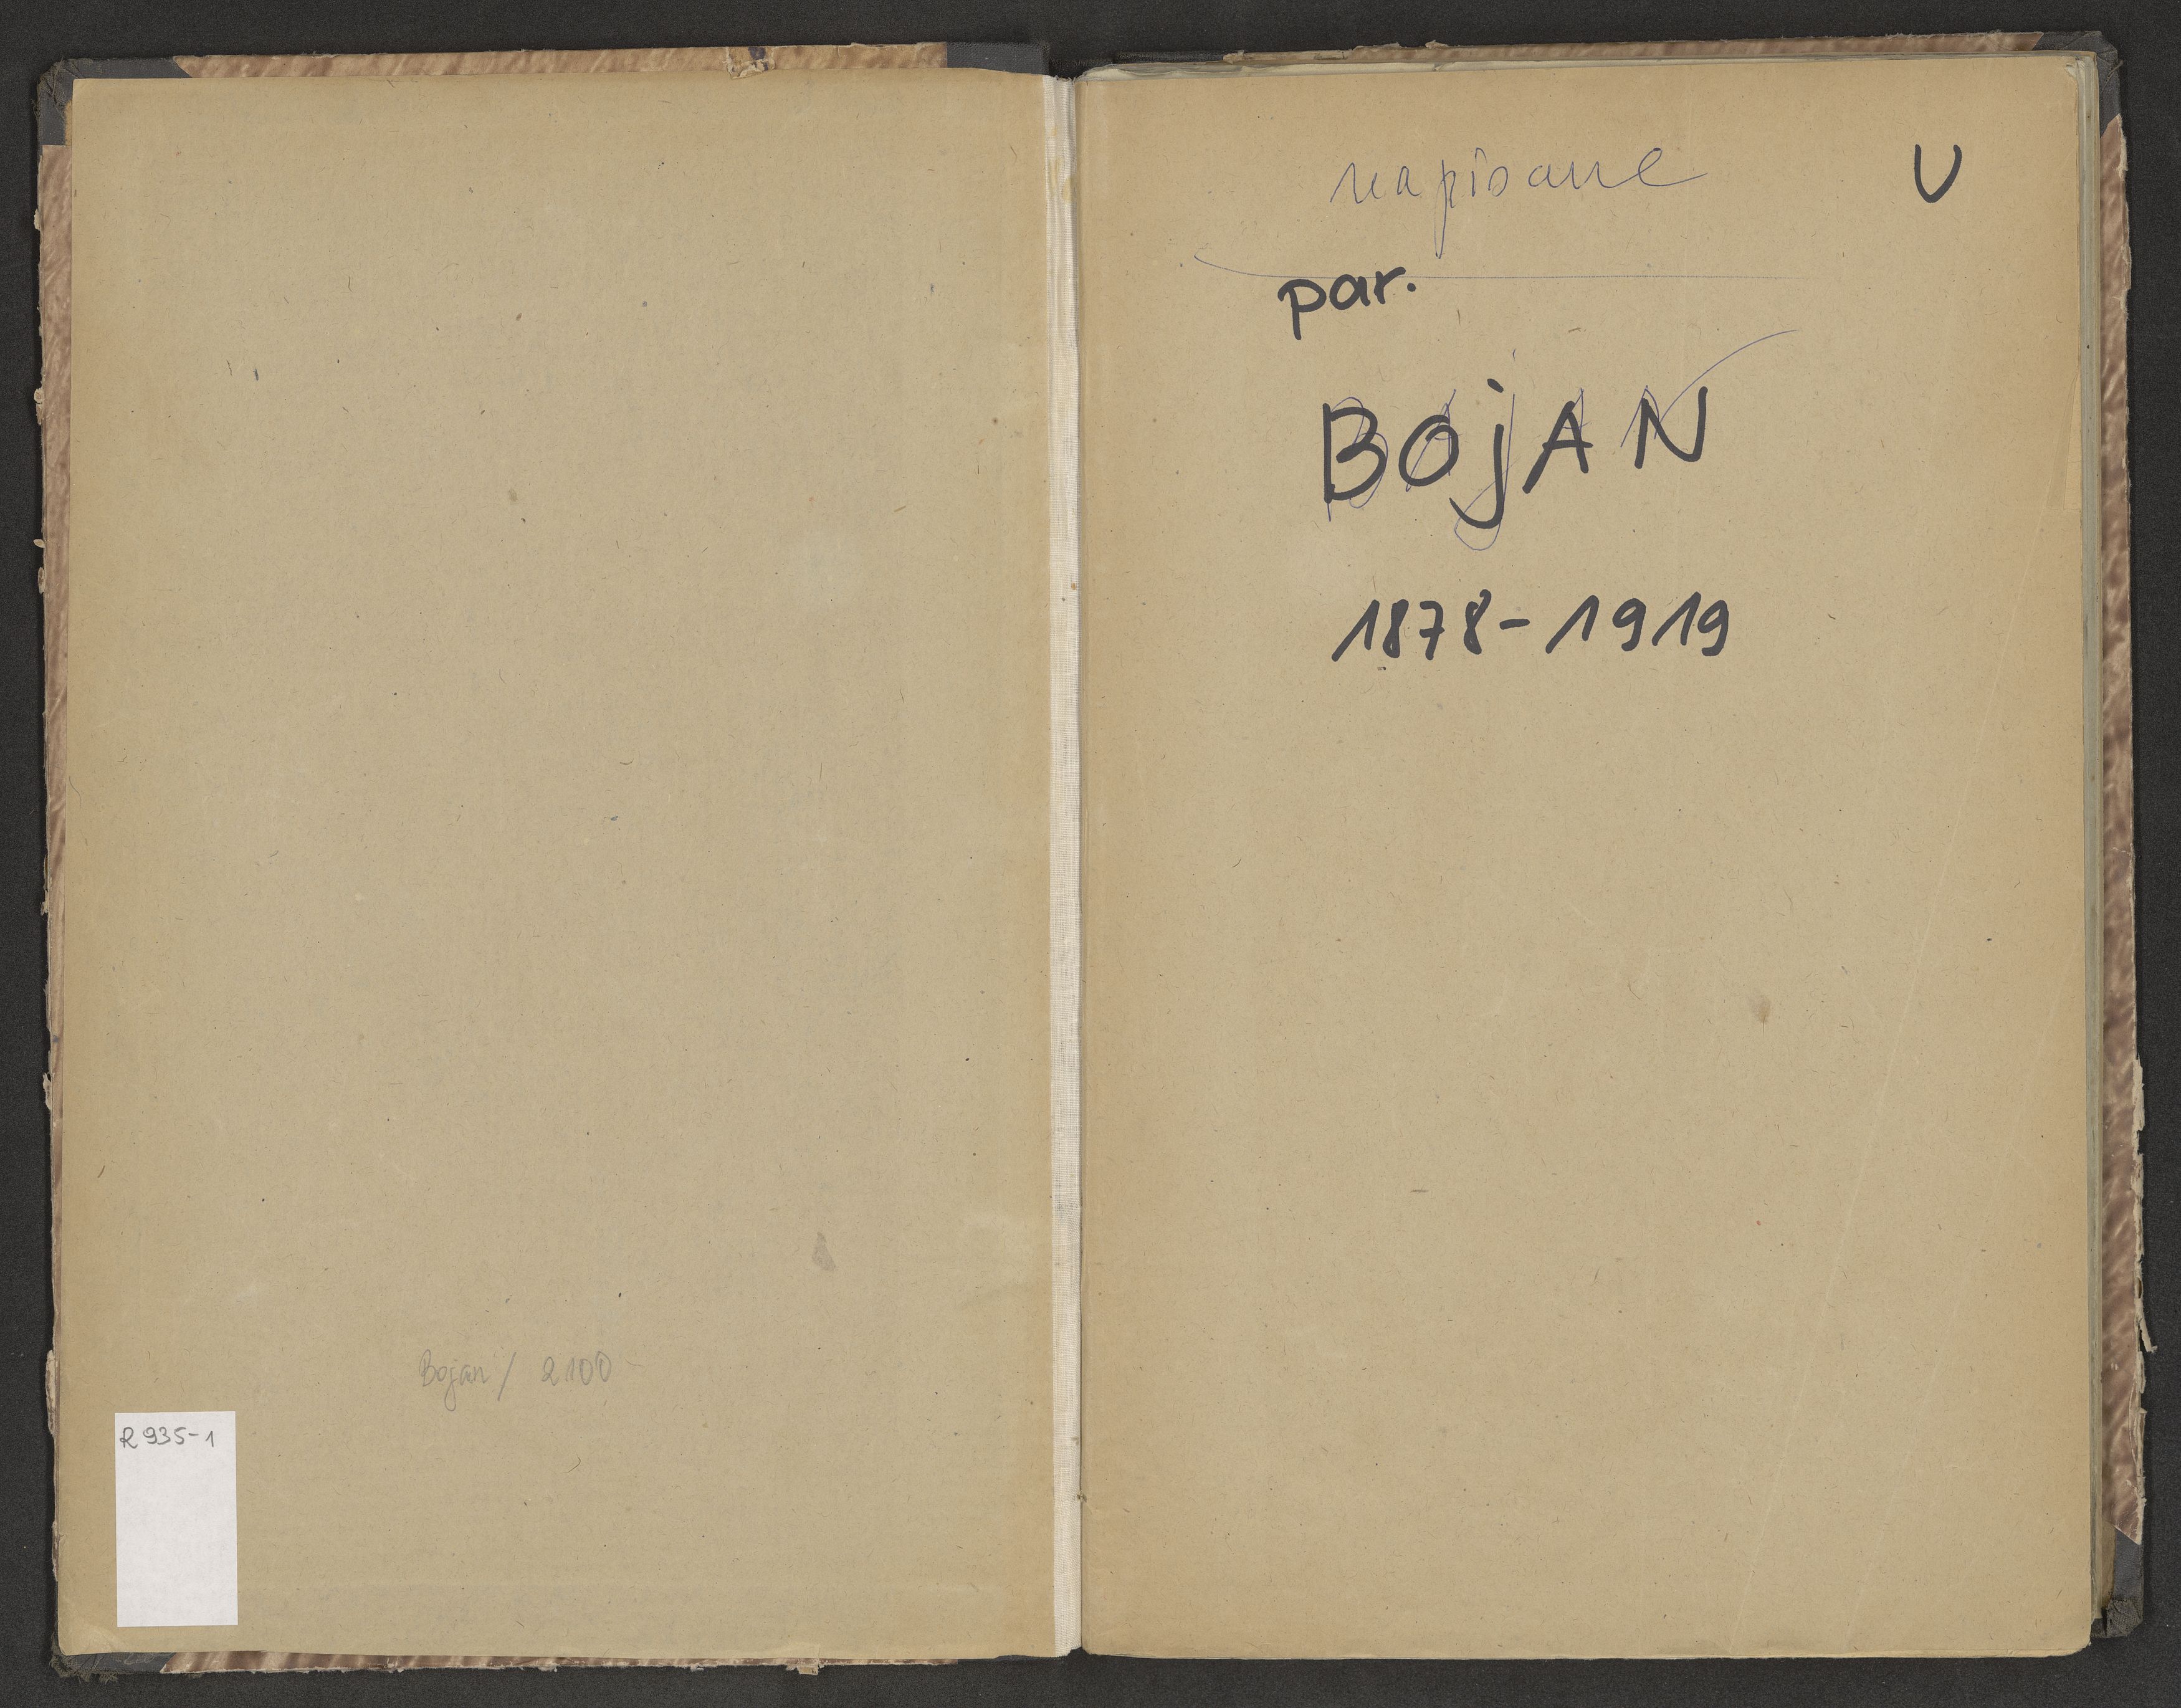 Bojan / 2100
R 935-1
napisane
U
par.
BOjAN
1878-1919